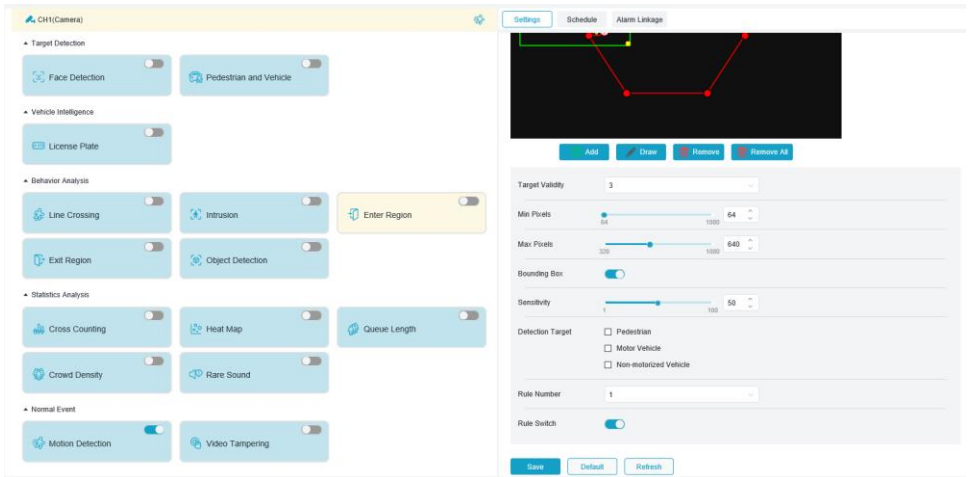 CH1(Camera)
Target Detection
Face Detection
Pedestrian and Vehicle
Vehicle Intelligence
License Plate
Behavior Analysis
Line Crossing
Intrusion
Enter Region
Exit Region
Object Detection
Statistics Analysis
Cross Counting
Heat Map
Queue Length
Crowd Density
Rare Sound
Normal Event
Motion Detection
Video Tampering
Settings
Schedule
Alarm Linkage
Add
Draw
Remove
Remove All
Target Validity
3
Min Pixels
64
64
1080
Max Pixels
640
320
1080
Bounding Box
Sensitivity
50
1
100
Detection Target
Pedestrian
Motor Vehicle
Non-motorized Vehicle
Rule Number
1
Rule Switch
Save
Default
Refresh